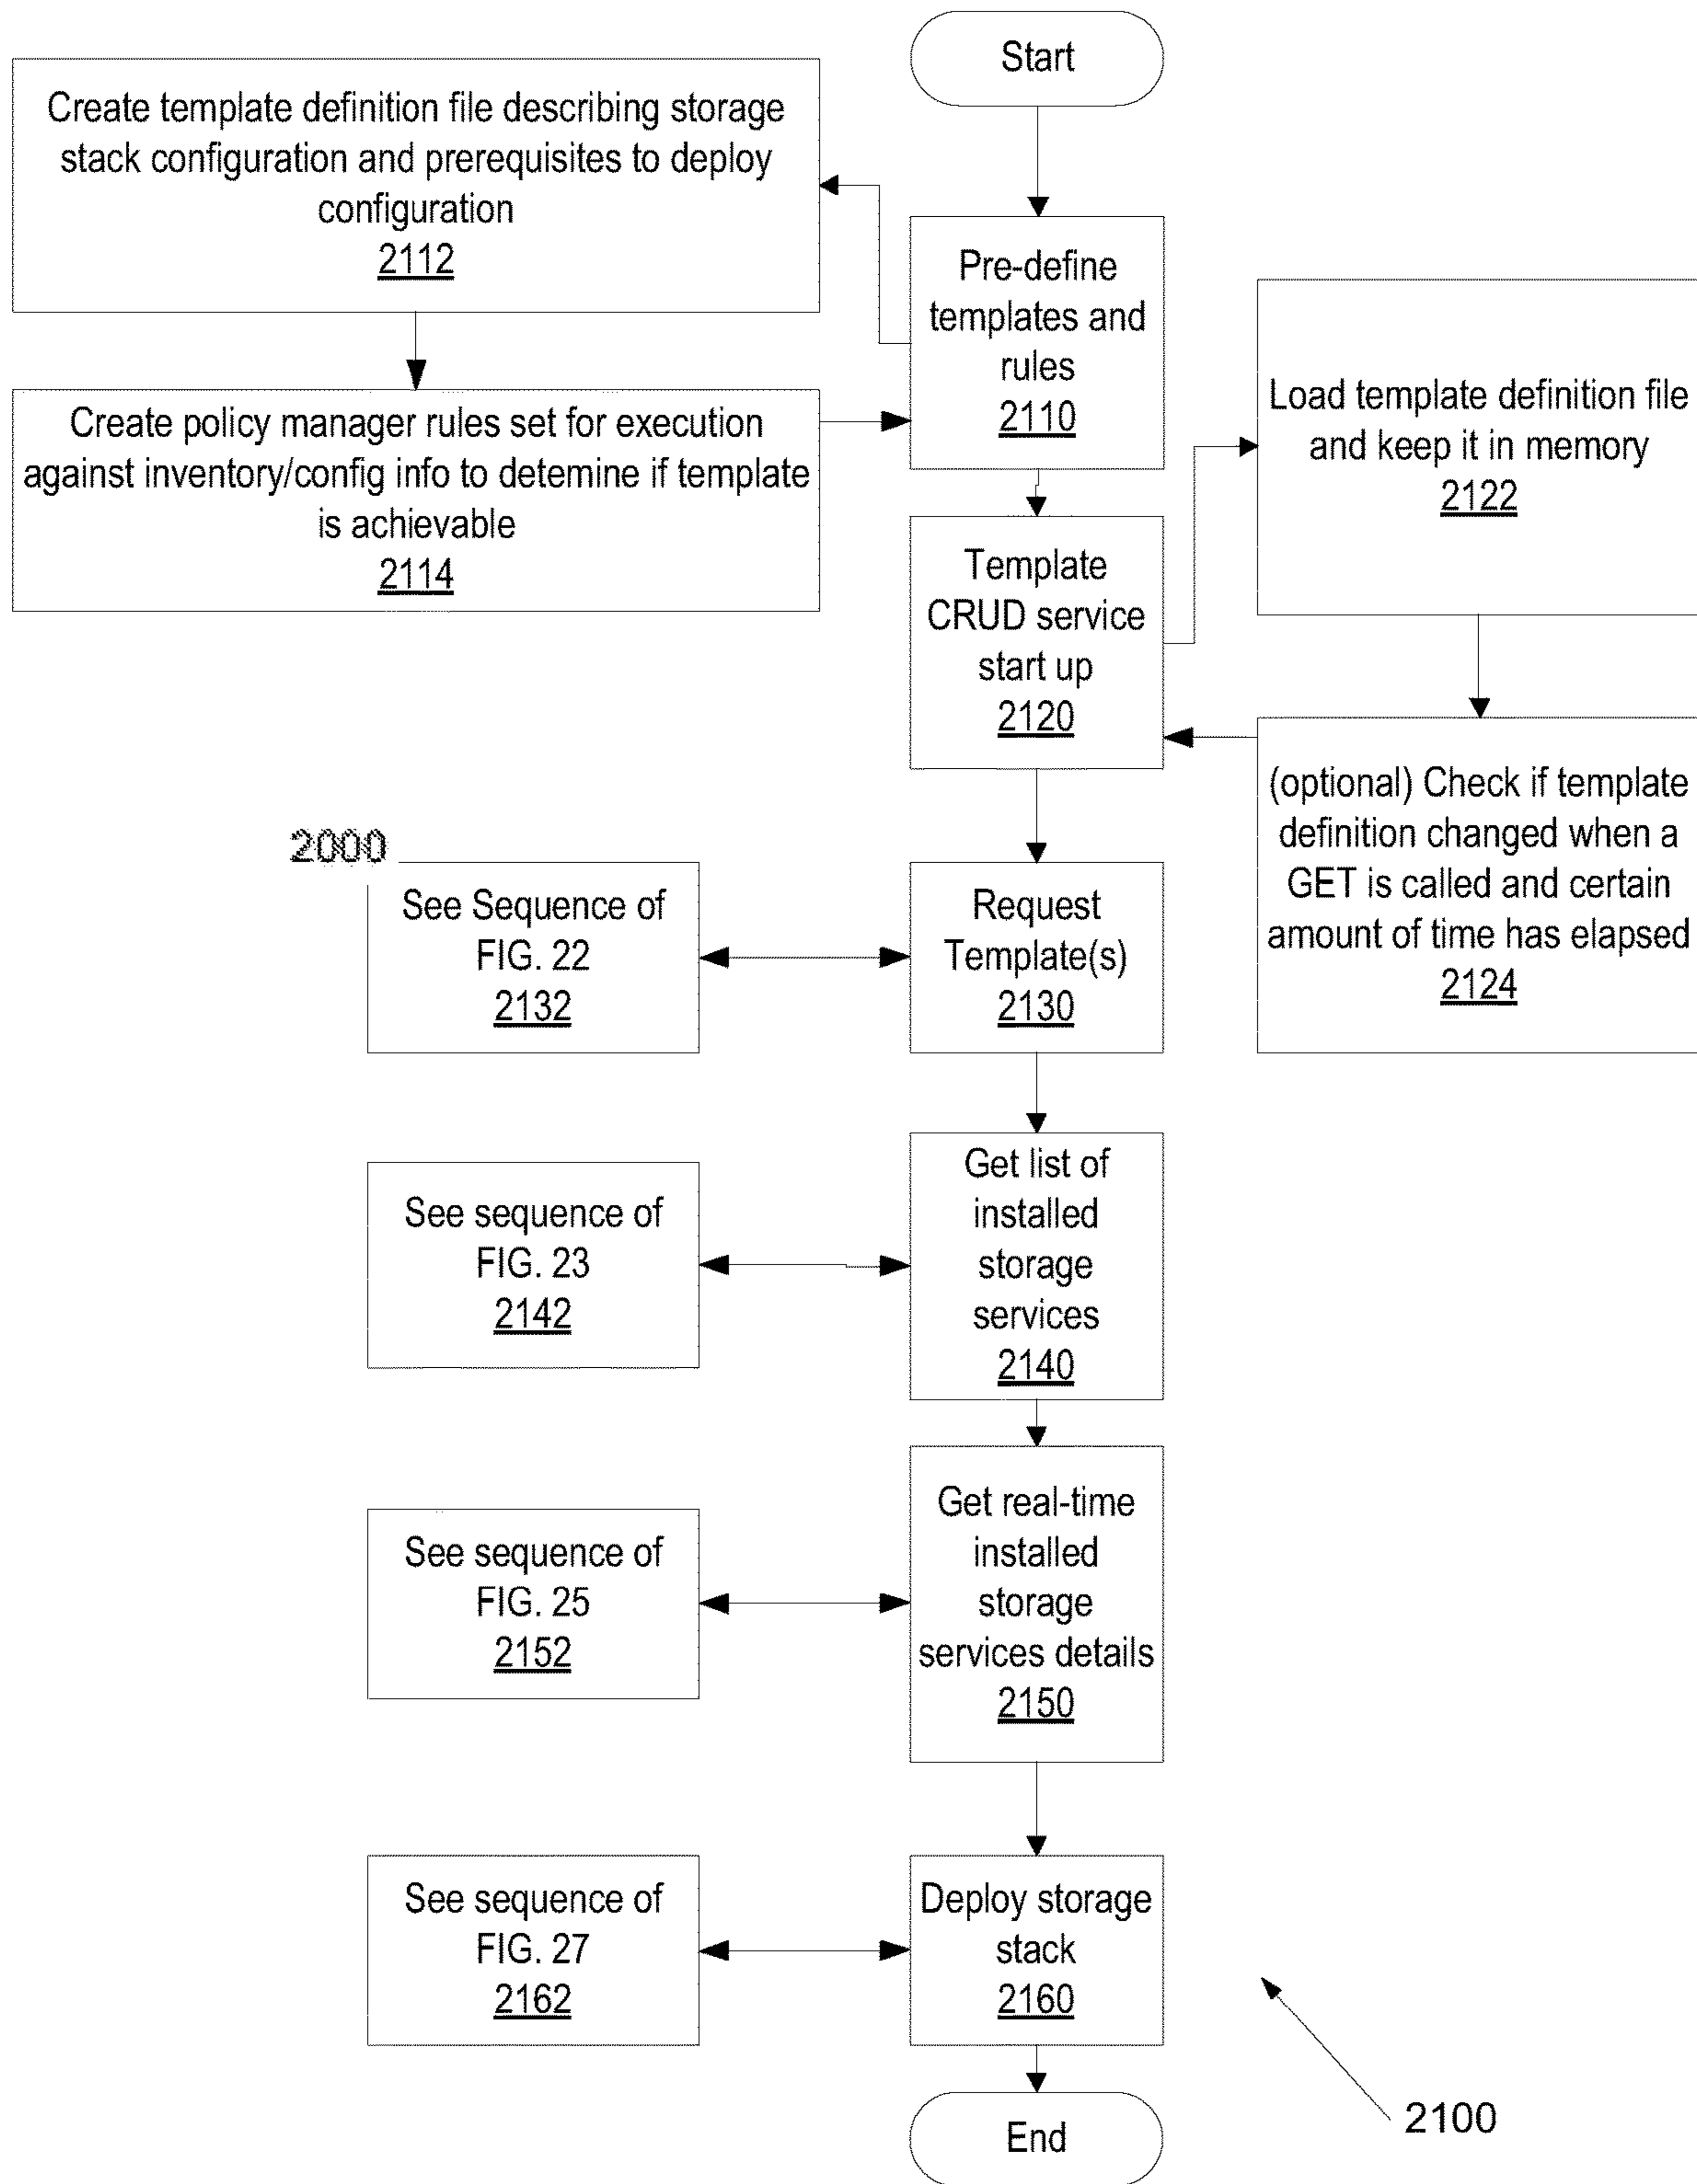 Start
Create template definition file describing storage
stack configuration and prerequisites to deploy
configuration
2112
Pre-define
templates and
rules
2110
Create policy manager rules set for execution
against inventory/config info to detemine if template
is achievable
2114
Load template definition file
and keep it in memory
2122
Template
CRUD service
start up
2120
(optional) Check if template
definition changed when a
GET is called and certain
amount of time has elapsed
2124
2000
See Sequence of
FIG. 22
2132
Request
Template(s)
2130
See sequence of
FIG. 23
2142
Get list of
installed
storage
services
2140
See sequence of
FIG. 25
2152
Get real-time
installed
storage
services details
2150
See sequence of
FIG. 27
2162
Deploy storage
stack
2160
End
2100